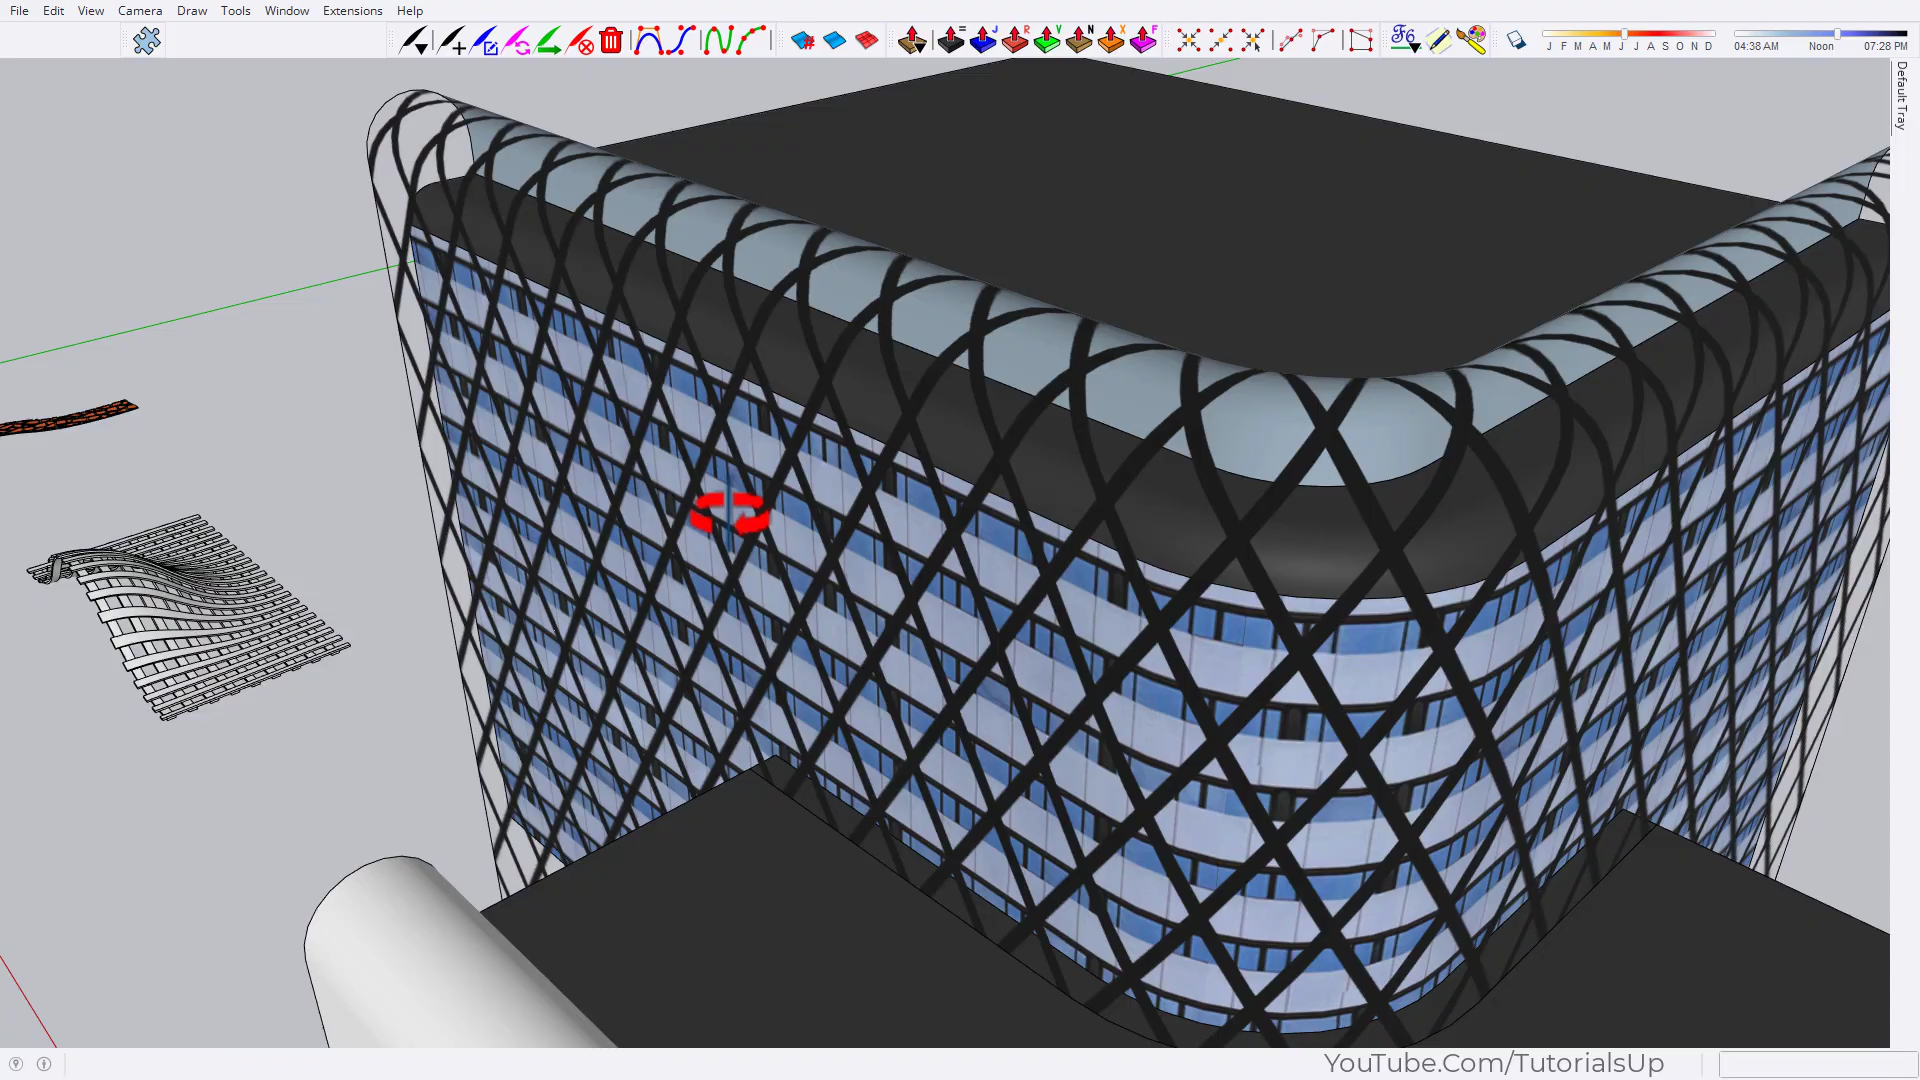 File Edit View Camera Draw Tools Window Extensions Help
J F M A M J J A S O N D
04:38 AM Noon 07:28 PM
Default Tray
YouTube.Com/TutorialsUp